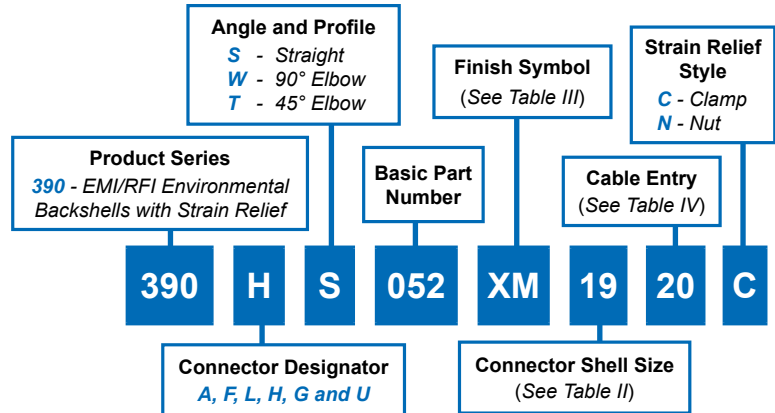 Angle and Profile
S - Straight
W - 90° Elbow
T - 45° Elbow
Finish Symbol
(See Table III)
Strain Relief
Style
C - Clamp
N - Nut
Product Series
390 - EMI/RFI Environmental
Backshells with Strain Relief
Basic Part
Number
Cable Entry
(See Table IV)
390 H S 052 XM 19 20 C
Connector Designator
A, F, L, H, G and U
Connector Shell Size
(See Table II)